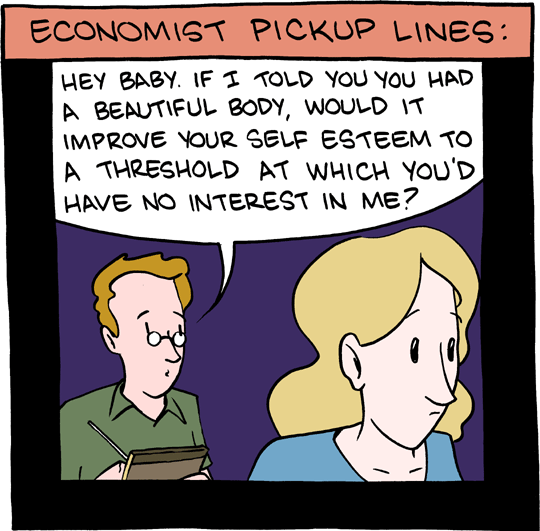 ECONOMIST PICKUP LINES:
HEY BABY. IF I TOLD YOU YOU HAD
A BEAUTIFUL BODY, WOULD IT
IMPROVE YOUR SELF ESTEEM TO
A THRESHOLD AT WHICH YOU'D
HAVE NO INTEREST IN ME?